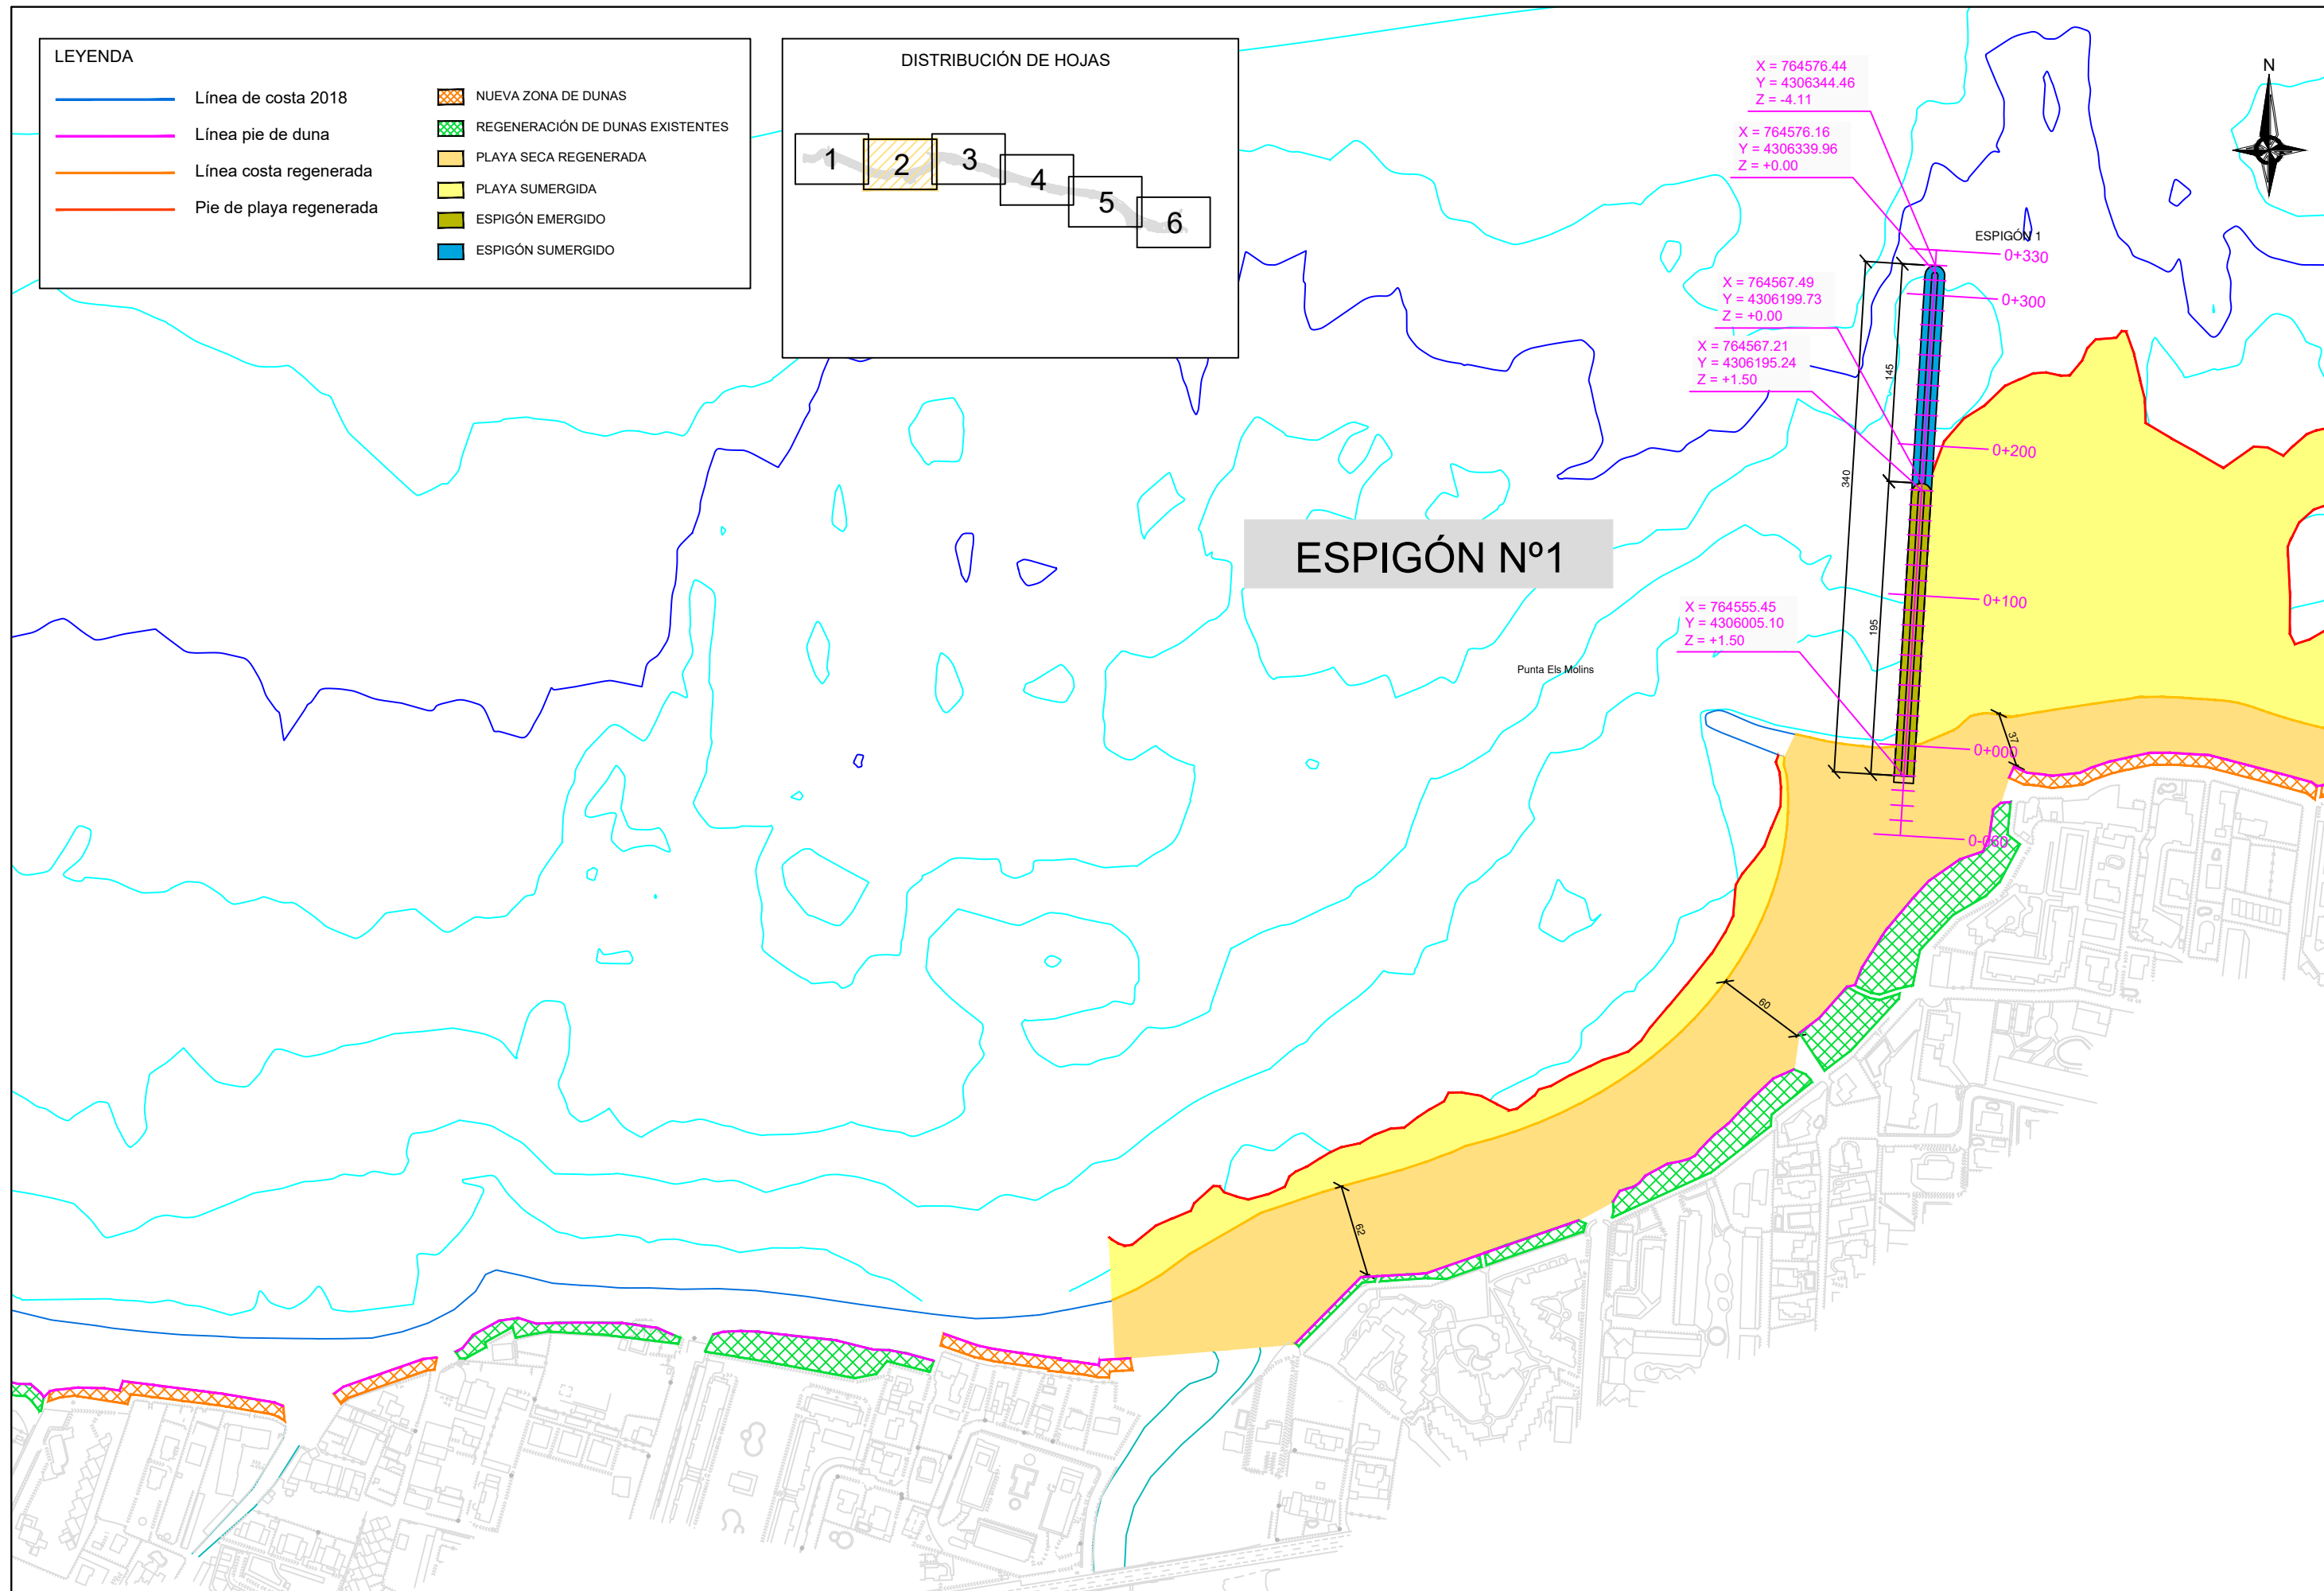 LEYENDA
Línea de costa 2018
Línea pie de duna
Línea costa regenerada
Pie de playa regenerada
NUEVA ZONA DE DUNAS
REGENERACIÓN DE DUNAS EXISTENTES
PLAYA SECA REGENERADA
PLAYA SUMERGIDA
ESPIGÓN EMERGIDO
ESPIGÓN SUMERGIDO
DISTRIBUCIÓN DE HOJAS
1
2
3
4
5
6
N
X = 764576.44
Y = 4306344.46
Z = -4.11
X = 764576.16
Y = 4306339.96
Z = +0.00
ESPIGÓN 1
0+330
0+300
X = 764567.49
Y = 4306199.73
Z = +0.00
X = 764567.21
Y = 4306195.24
Z = +1.50
145
340
0+200
ESPIGÓN Nº1
0+100
X = 764555.45
Y = 4306005.10
Z = +1.50
195
Punta Els Molins
37
0+000
0-060
60
62